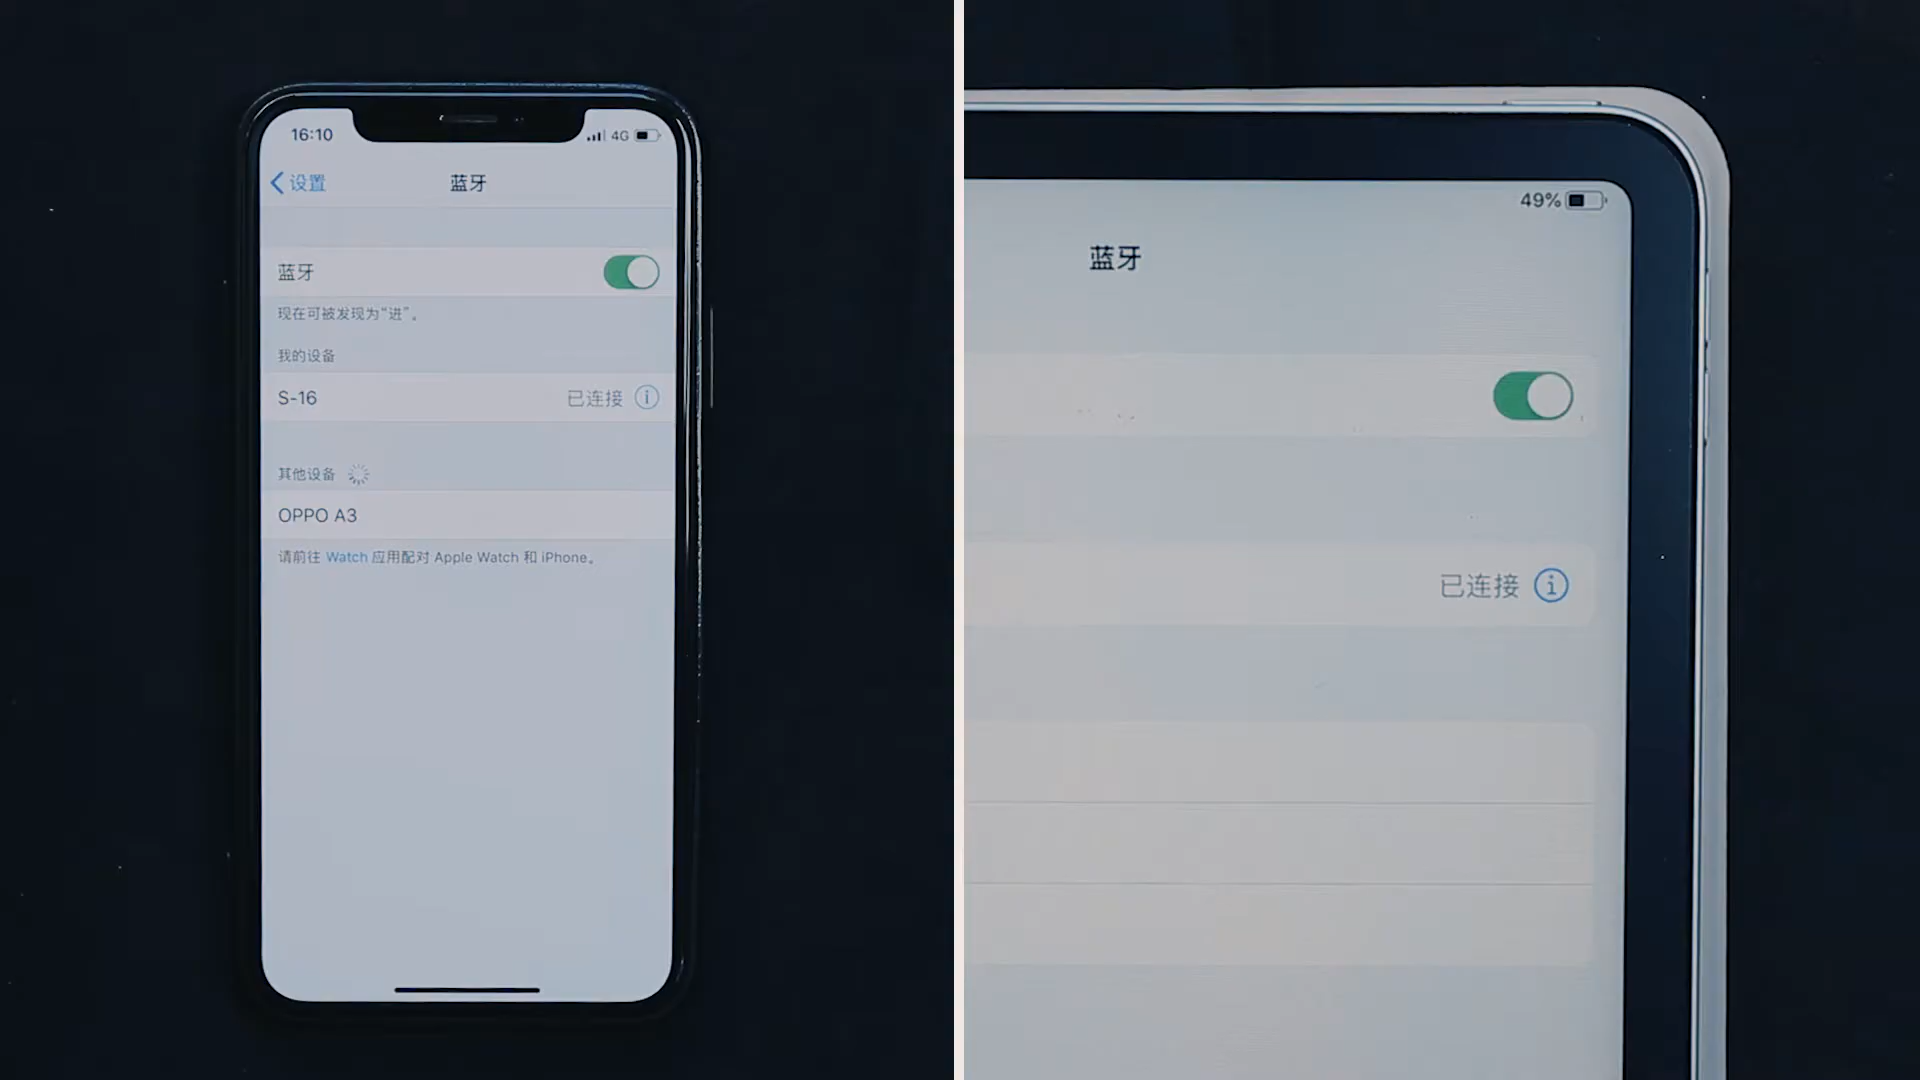 16:10
4G
设置
蓝牙
蓝牙
现在可被发现为“进”。
我的设备
S-16 已连接
其他设备
OPPO A3
请前往 Watch 应用配对 Apple Watch 和 iPhone。
49%
蓝牙
已连接